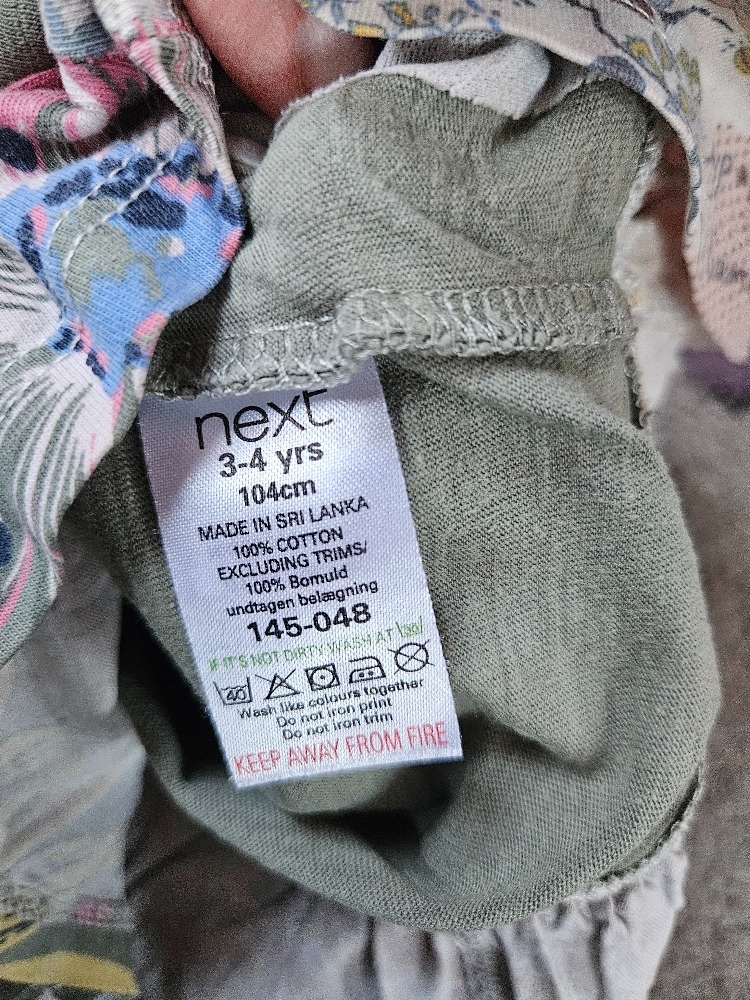 next
3-4 yrs
104cm
MADE IN SRI LANKA
100% COTTON
EXCLUDING TRIMS/
100% Bomuld
undtagen belægning
145-048
IF IT'S NOT DIRTY WASH AT 30
40
Wash like colours together
Do not iron print
Do not iron trim
KEEP AWAY FROM FIRE